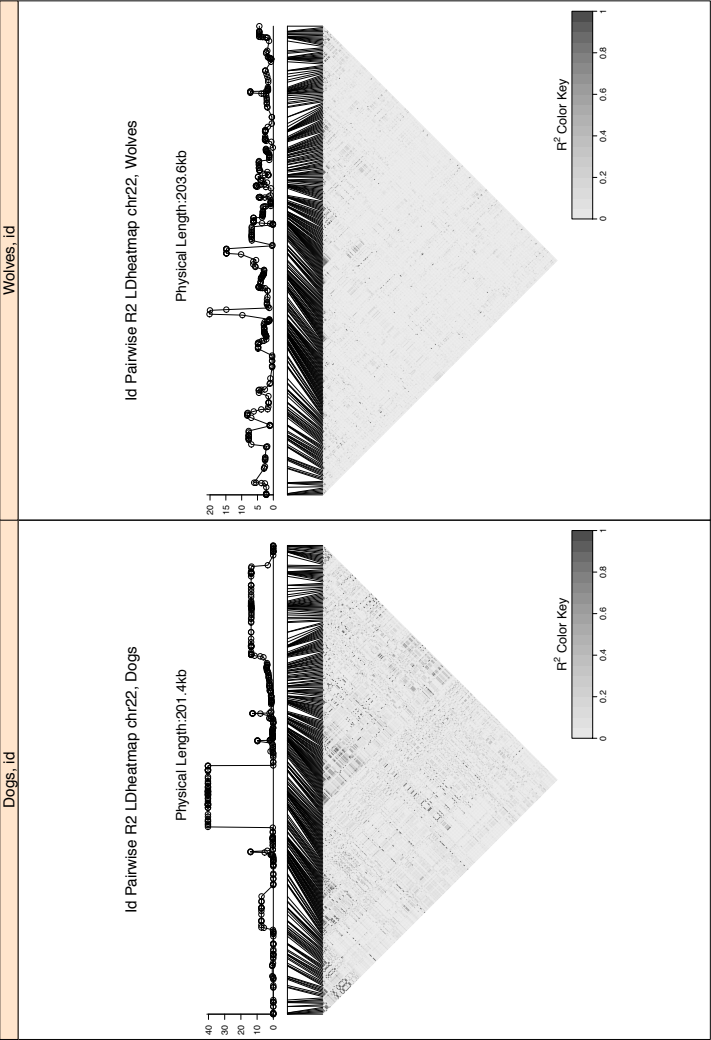 Dogs, id
Id Pairwise R2 LDheatmap chr22, Dogs
Physical Length:201.4kb
0 10 20 30 40
R2 Color Key
0 0.2 0.4 0.6 0.8 1
Wolves, id
Id Pairwise R2 LDheatmap chr22, Wolves
Physical Length:203.6kb
0 5 10 15 20
R2 Color Key
0 0.2 0.4 0.6 0.8 1